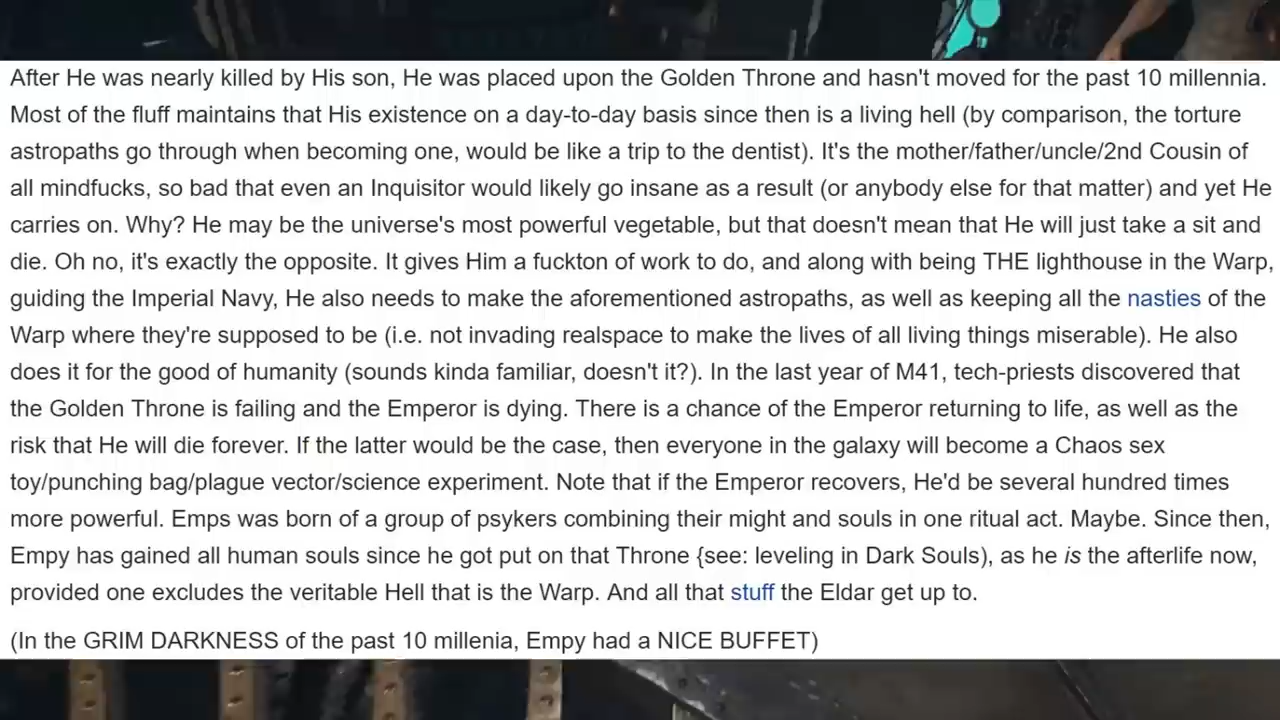 After He was nearly killed by His son, He was placed upon the Golden Throne and hasn't moved for the past 10 millennia.
Most of the fluff maintains that His existence on a day-to-day basis since then is a living hell (by comparison, the torture
astropaths go through when becoming one, would be like a trip to the dentist). It's the mother/father/uncle/2nd Cousin of
all mindfucks, so bad that even an Inquisitor would likely go insane as a result (or anybody else for that matter) and yet He
carries on. Why? He may be the universe's most powerful vegetable, but that doesn't mean that He will just take a sit and
die. Oh no, it's exactly the opposite. It gives Him a fuckton of work to do, and along with being THE lighthouse in the Warp,
guiding the Imperial Navy, He also needs to make the aforementioned astropaths, as well as keeping all the nasties of the
Warp where they're supposed to be (i.e. not invading realspace to make the lives of all living things miserable). He also
does it for the good of humanity (sounds kinda familiar, doesn't it?). In the last year of M41, tech-priests discovered that
the Golden Throne is failing and the Emperor is dying. There is a chance of the Emperor returning to life, as well as the
risk that He will die forever. If the latter would be the case, then everyone in the galaxy will become a Chaos sex
toy/punching bag/plague vector/science experiment. Note that if the Emperor recovers, He'd be several hundred times
more powerful. Emps was born of a group of psykers combining their might and souls in one ritual act. Maybe. Since then,
Empy has gained all human souls since he got put on that Throne {see: leveling in Dark Souls), as he is the afterlife now,
provided one excludes the veritable Hell that is the Warp. And all that stuff the Eldar get up to.
(In the GRIM DARKNESS of the past 10 millenia, Empy had a NICE BUFFET)